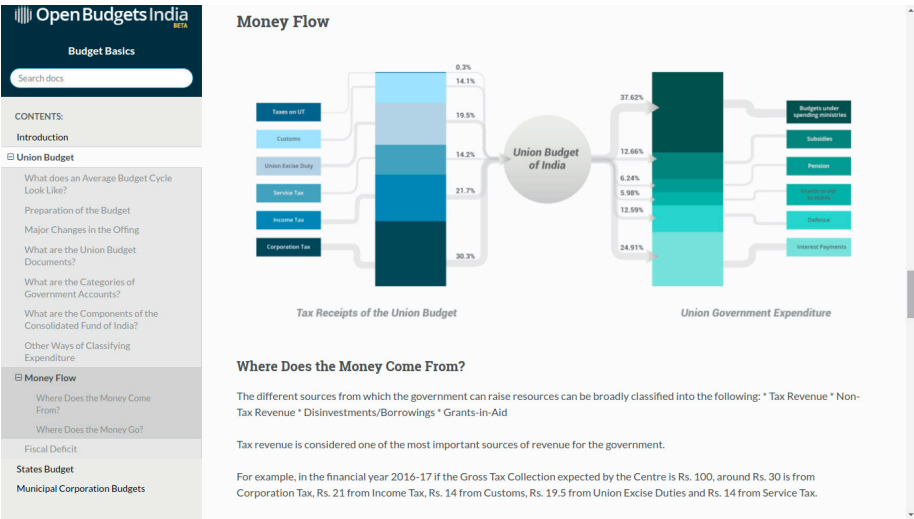 Open Budgets India
BETA
Budget Basics
Search docs
CONTENTS:
Introduction
Union Budget
What does an Average Budget Cycle
Look Like?
Preparation of the Budget
Major Changes in the Offing
What are the Union Budget
Documents?
What are the Categories of
Government Accounts?
What are the Components of the
Consolidated Fund of India?
Other Ways of Classifying
Expenditure
Money Flow
Where Does the Money Come
From?
Where Does the Money Go?
Fiscal Deficit
States Budget
Municipal Corporation Budgets
Money Flow
Taxes on UT
Customs
Union Excise Duty
Service Tax
Income Tax
Corporation Tax
0.3%
14.1%
19.5%
14.2%
21.7%
30.3%
Tax Receipts of the Union Budget
Union Budget
of India
37.62%
12.66%
6.24%
5.98%
12.59%
24.91%
Budgets under
spending ministries
Subsidies
Pension
Grants-in-aid
to states
Defence
Interest Payments
Union Government Expenditure
Where Does the Money Come From?
The different sources from which the government can raise resources can be broadly classified into the following: * Tax Revenue * Non-
Tax Revenue * Disinvestments/Borrowings * Grants-in-Aid
Tax revenue is considered one of the most important sources of revenue for the government.
For example, in the financial year 2016-17 if the Gross Tax Collection expected by the Centre is Rs. 100, around Rs. 30 is from
Corporation Tax, Rs. 21 from Income Tax, Rs. 14 from Customs, Rs. 19.5 from Union Excise Duties and Rs. 14 from Service Tax.